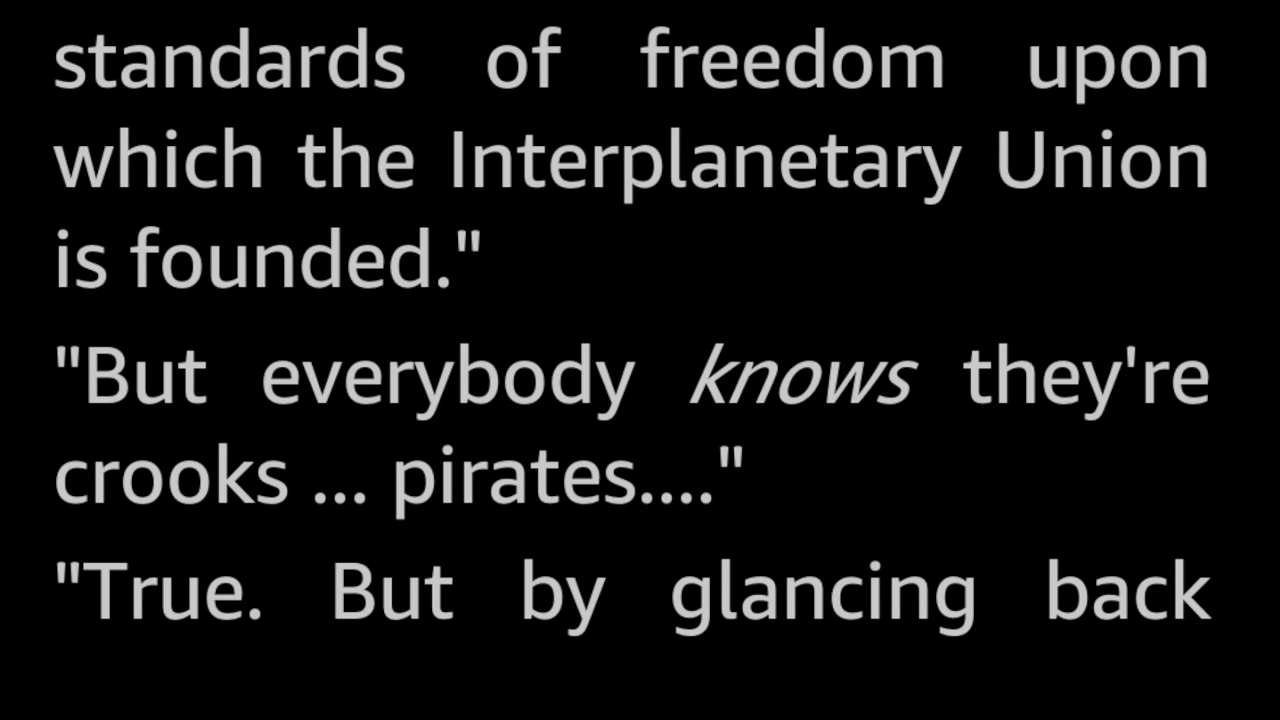 standards of freedom upon
which the Interplanetary Union
is founded."
"But everybody knows they're
crooks ... pirates...."
"True. But by glancing back